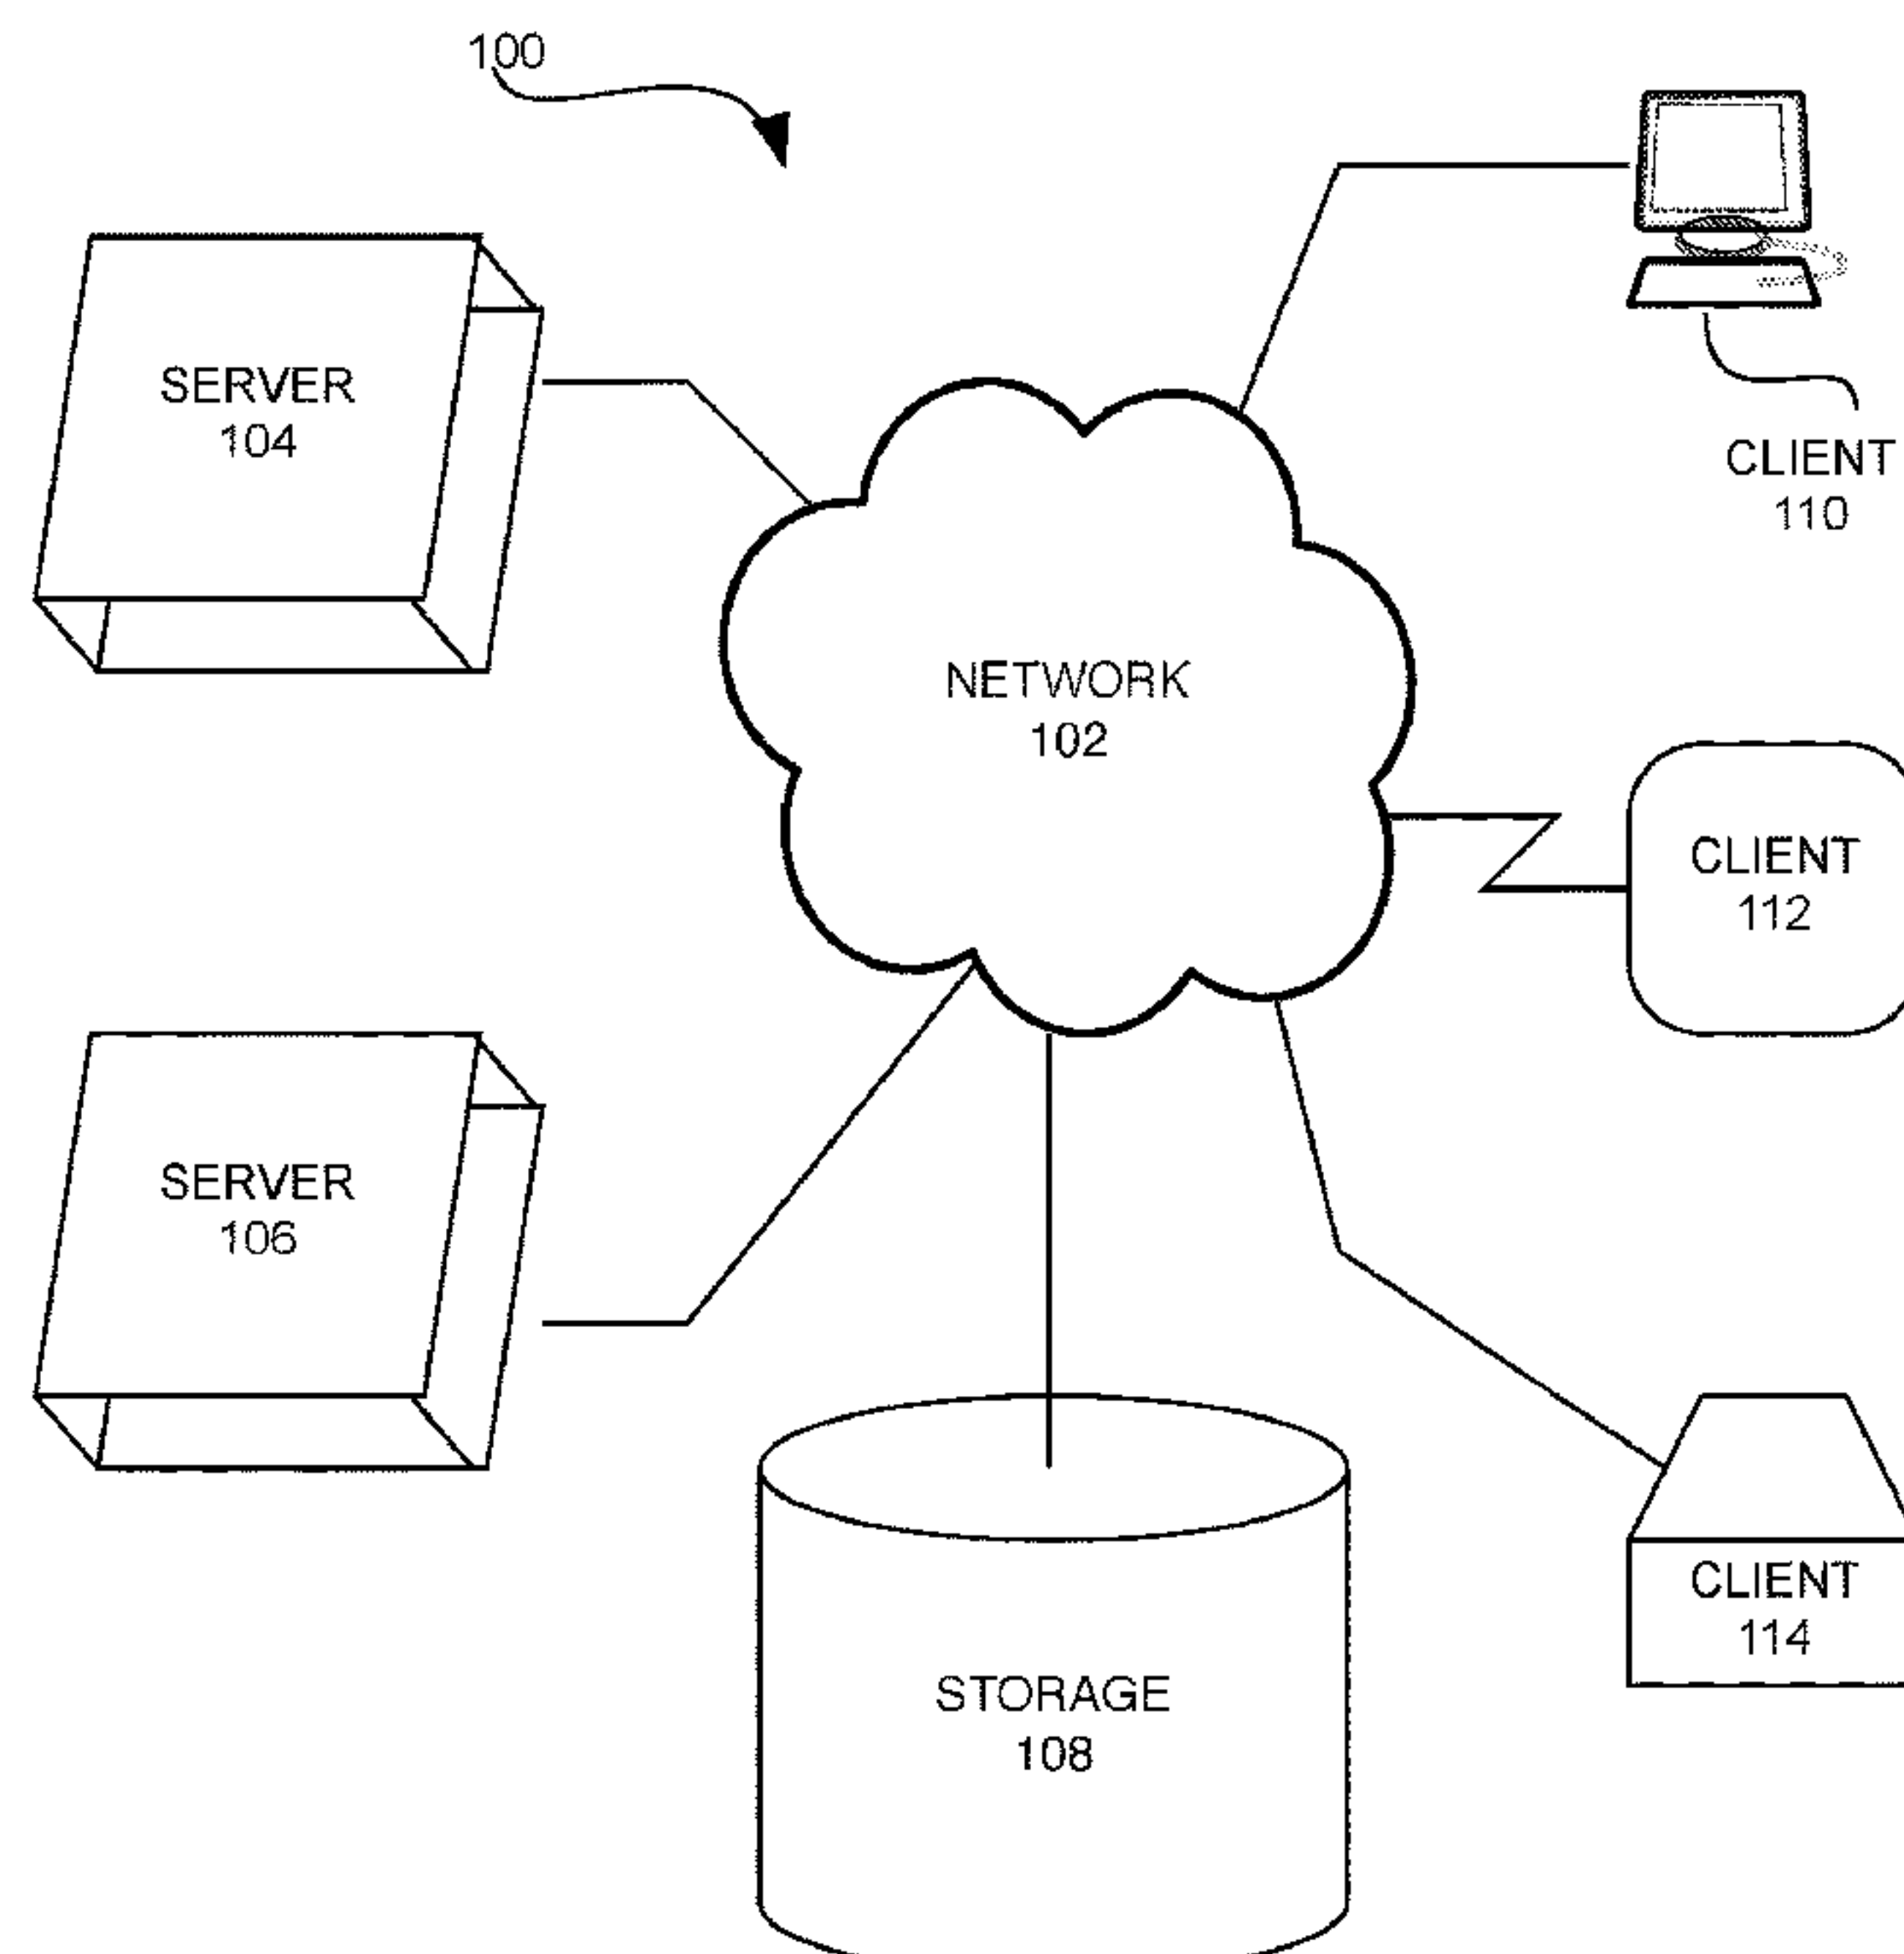 100
SERVER
104
CLIENT
110
NETWORK
102
CLIENT
112
SERVER
106
CLIENT
114
STORAGE
108